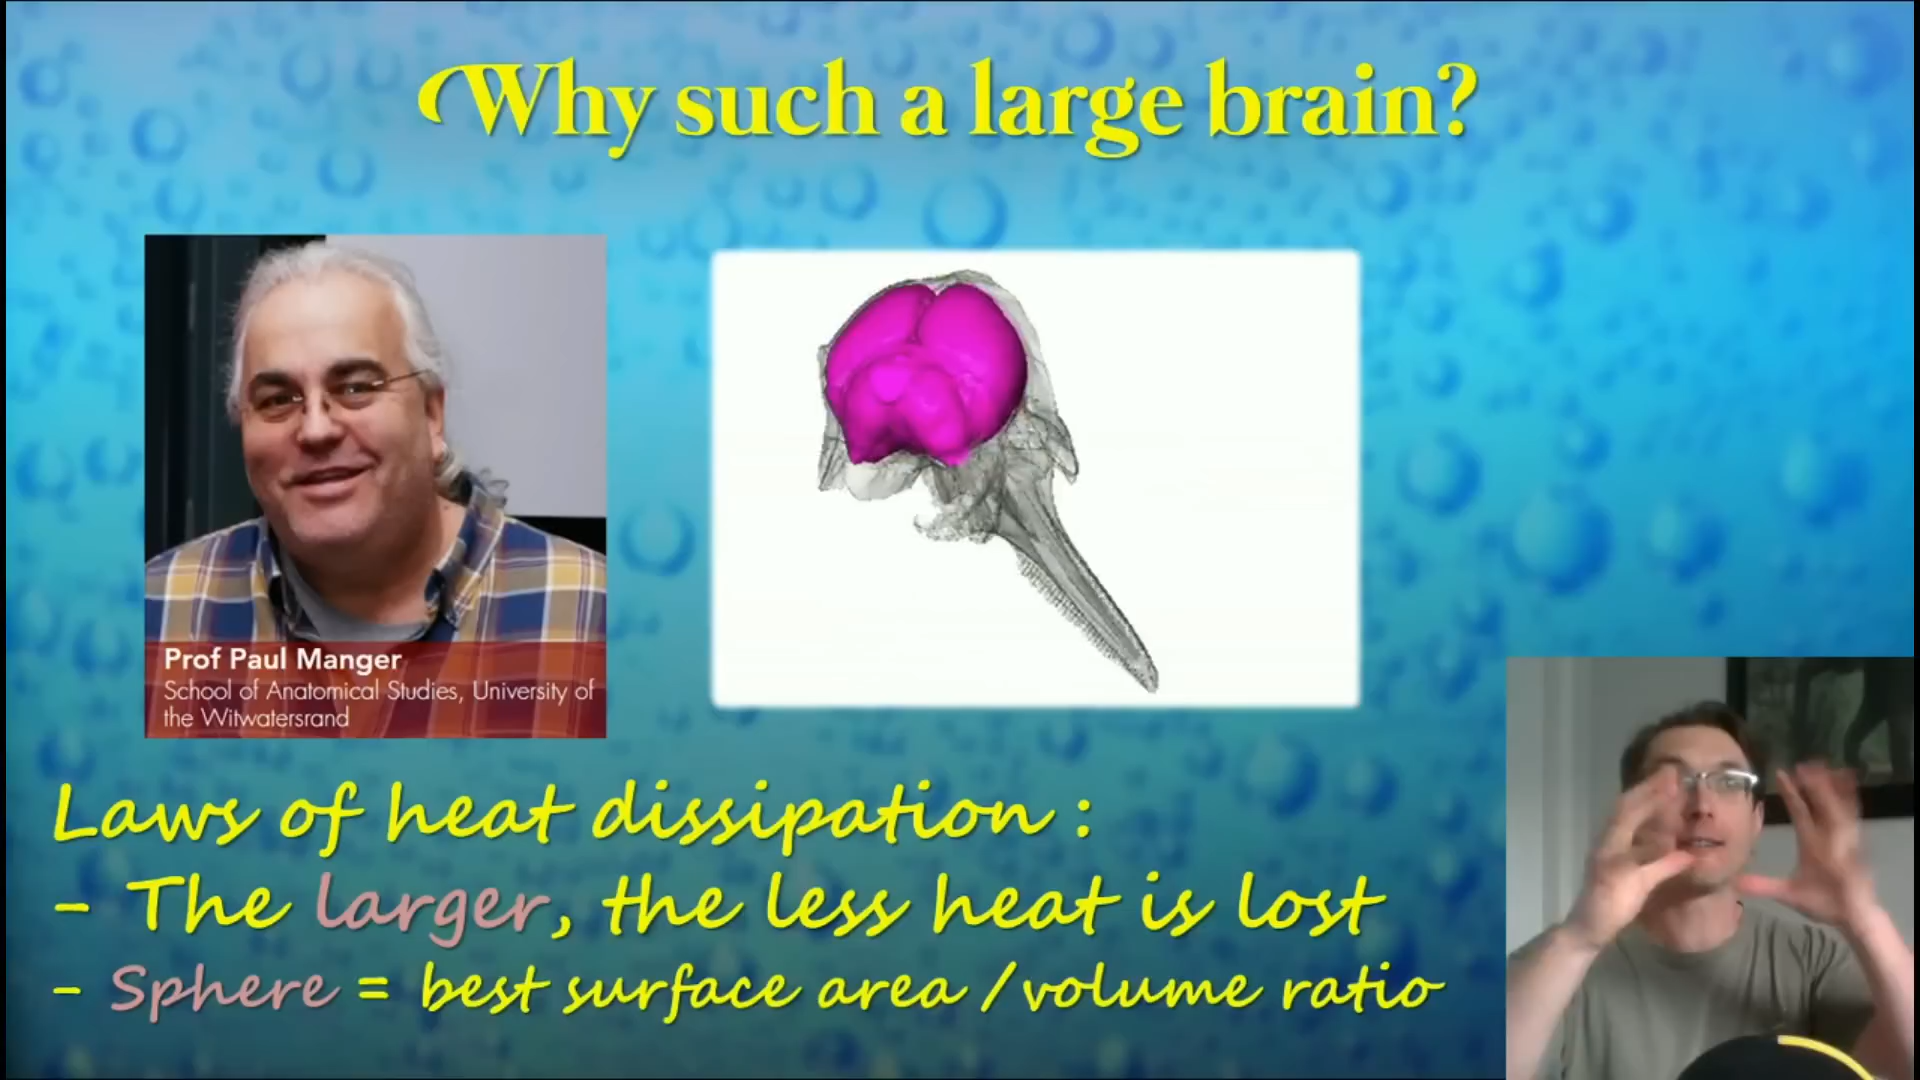 Why such a large brain?
Prof Paul Manger
School of Anatomical Studies, University of
the Witwatersrand
Laws of heat dissipation :
- The larger, the less heat is lost
- Sphere = best surface area / volume ratio